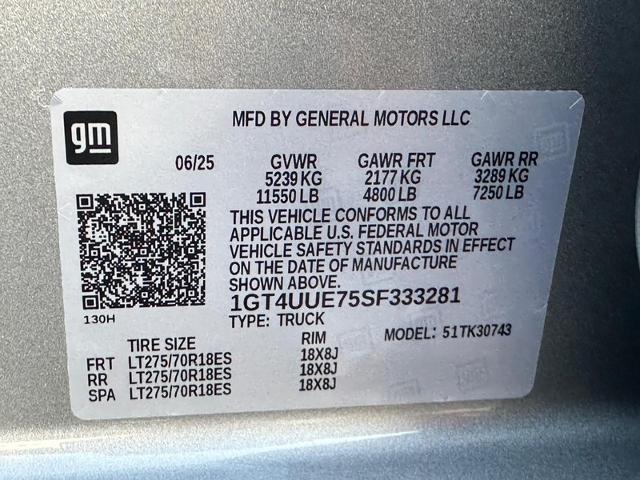 gm
MFD BY GENERAL MOTORS LLC
06/25 GVWR GAWR FRT GAWR RR
5239 KG 2177 KG 3289 KG
11550 LB 4800 LB 7250 LB
THIS VEHICLE CONFORMS TO ALL
APPLICABLE U.S. FEDERAL MOTOR
VEHICLE SAFETY STANDARDS IN EFFECT
ON THE DATE OF MANUFACTURE
SHOWN ABOVE.
1GT4UUE75SF333281
130H
TYPE: TRUCK
MODEL: 51TK30743
TIRE SIZE RIM
FRT LT275/70R18ES 18X8J
RR LT275/70R18ES 18X8J
SPA LT275/70R18ES 18X8J